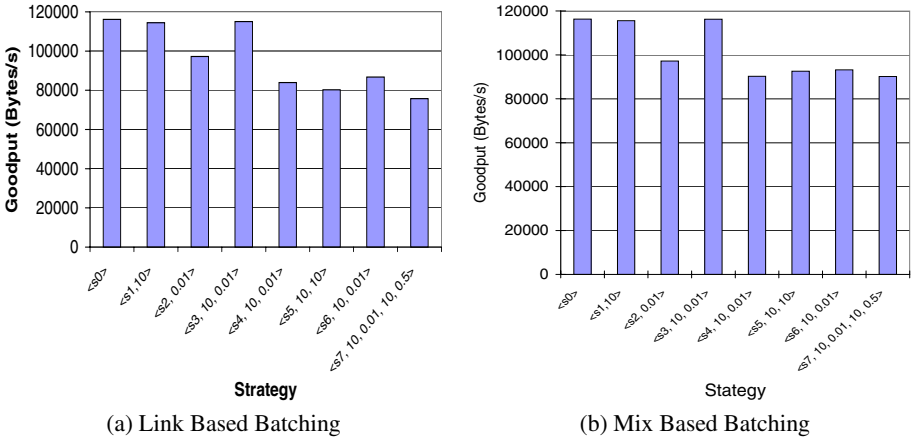 Goodput (Bytes/s)
120000
100000
80000
60000
40000
20000
0
<s0>
<s1,10>
<s2, 0.01>
<s3, 10, 0.01>
<s4, 10, 0.01>
<s5, 10, 10>
<s6, 10, 0.01>
<s7, 10, 0.01, 10, 0.5>
Strategy
(a) Link Based Batching
Goodput (Bytes/s)
120000
100000
80000
60000
40000
20000
0
<s0>
<s1,10>
<s2, 0.01>
<s3, 10, 0.01>
<s4, 10, 0.01>
<s5, 10, 10>
<s6, 10, 0.01>
<s7, 10, 0.01, 10, 0.5>
Stategy
(b) Mix Based Batching